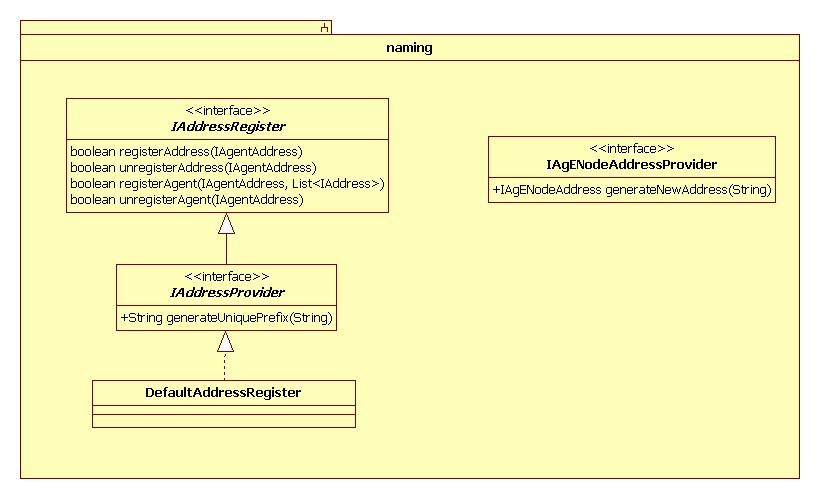 naming
<<interface>>
IAddressRegister
boolean registerAddress(IAgentAddress)
boolean unregisterAddress(IAgentAddress)
boolean registerAgent(IAgentAddress, List<IAddress>)
boolean unregisterAgent(IAgentAddress)
<<interface>>
IAgENodeAddressProvider
+IAgENodeAddress generateNewAddress(String)
<<interface>>
IAddressProvider
+String generateUniquePrefix(String)
DefaultAddressRegister